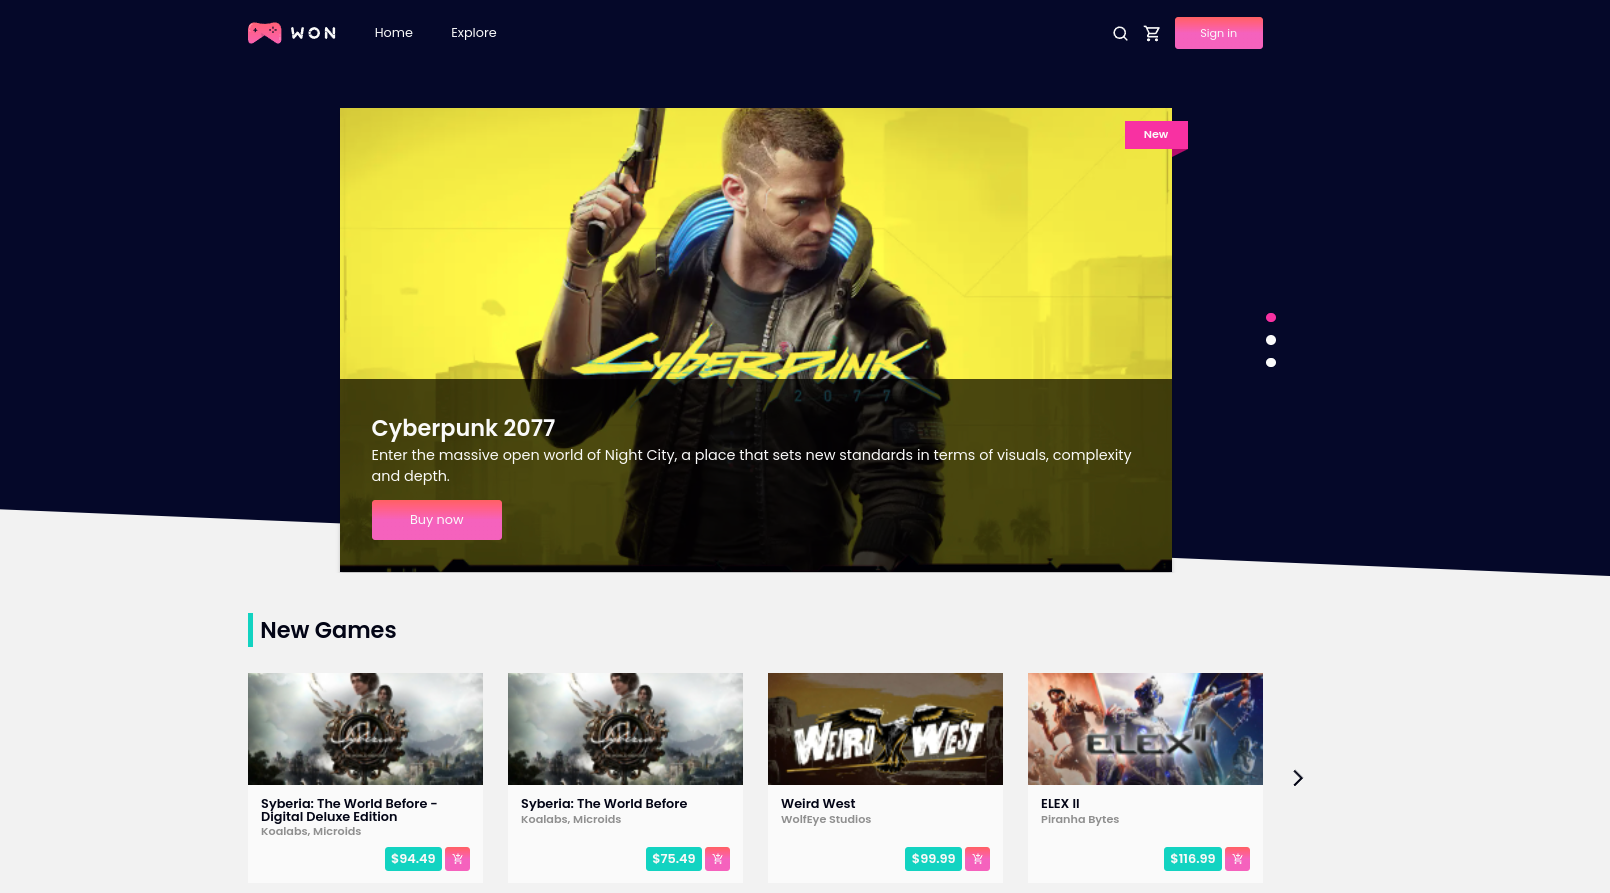 WON
Home
Explore
Sign in
New
Cyberpunk
2077
Cyberpunk 2077
Enter the massive open world of Night City, a place that sets new standards in terms of visuals, complexity
and depth.
Buy now
New Games
Syberia
Syberia
WEIRD WEST
ELEX II
Syberia: The World Before -
Digital Deluxe Edition
Koalabs, Microids
$94.49
Syberia: The World Before
Koalabs, Microids
$75.49
Weird West
WolfEye Studios
$99.99
ELEX II
Piranha Bytes
$116.99